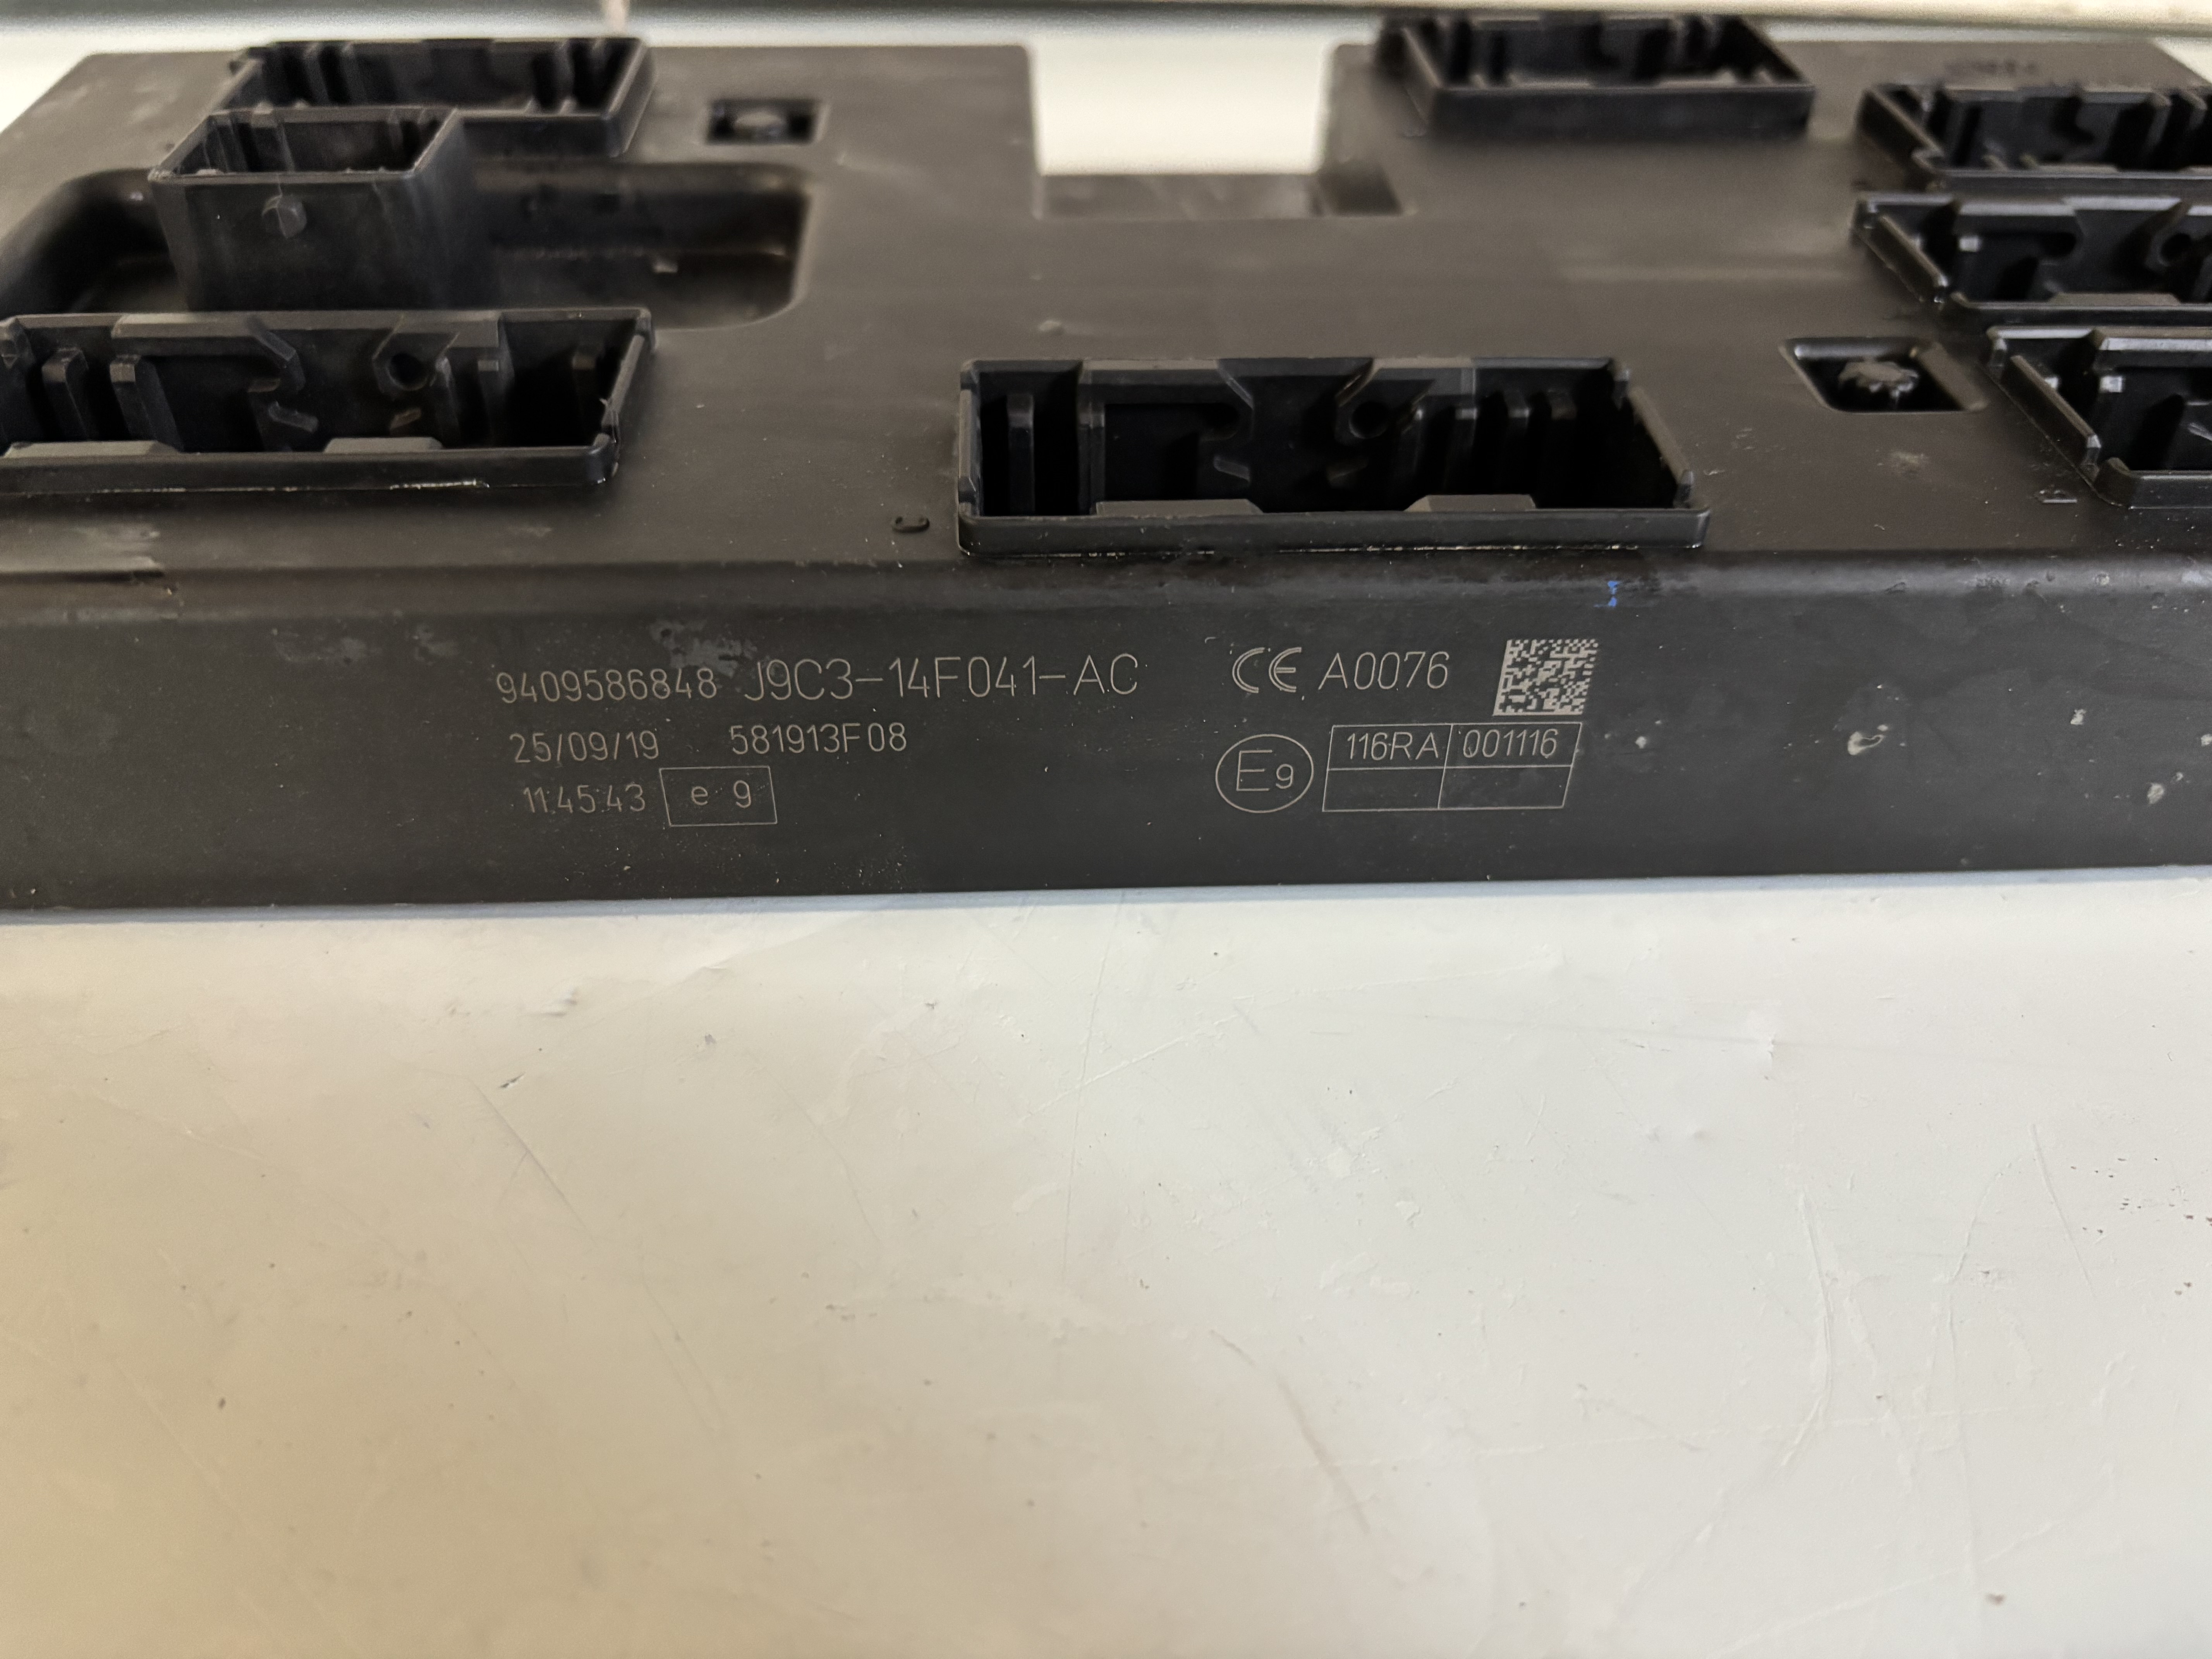 9409586848 J9C3-14F041-AC
25/09/19 581913F08
11:45:43 e 9
CE A0076
E9 116RA 001116